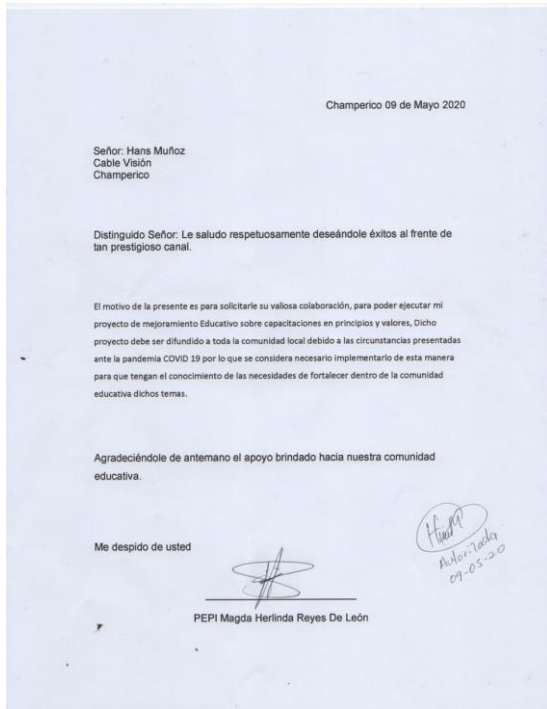 Champerico 09 de Mayo 2020
Señor: Hans Muñoz
Cable Visión
Champerico
Distinguido Señor: Le saludo respetuosamente deseándole éxitos al frente de
tan prestigioso canal.
El motivo de la presente es para solicitarle su valiosa colaboración, para poder ejecutar mi
proyecto de mejoramiento Educativo sobre capacitaciones en principios y valores, Dicho
proyecto debe ser difundido a toda la comunidad local debido a las circunstancias presentadas
ante la pandemia COVID 19 por lo que se considera necesario implementarlo de esta manera
para que tengan el conocimiento de las necesidades de fortalecer dentro de la comunidad
educativa dichos temas.
Agradeciéndole de antemano el apoyo brindado hacia nuestra comunidad
educativa.
Me despido de usted
Autorizada
09-05-20
PEPI Magda Herlinda Reyes De León